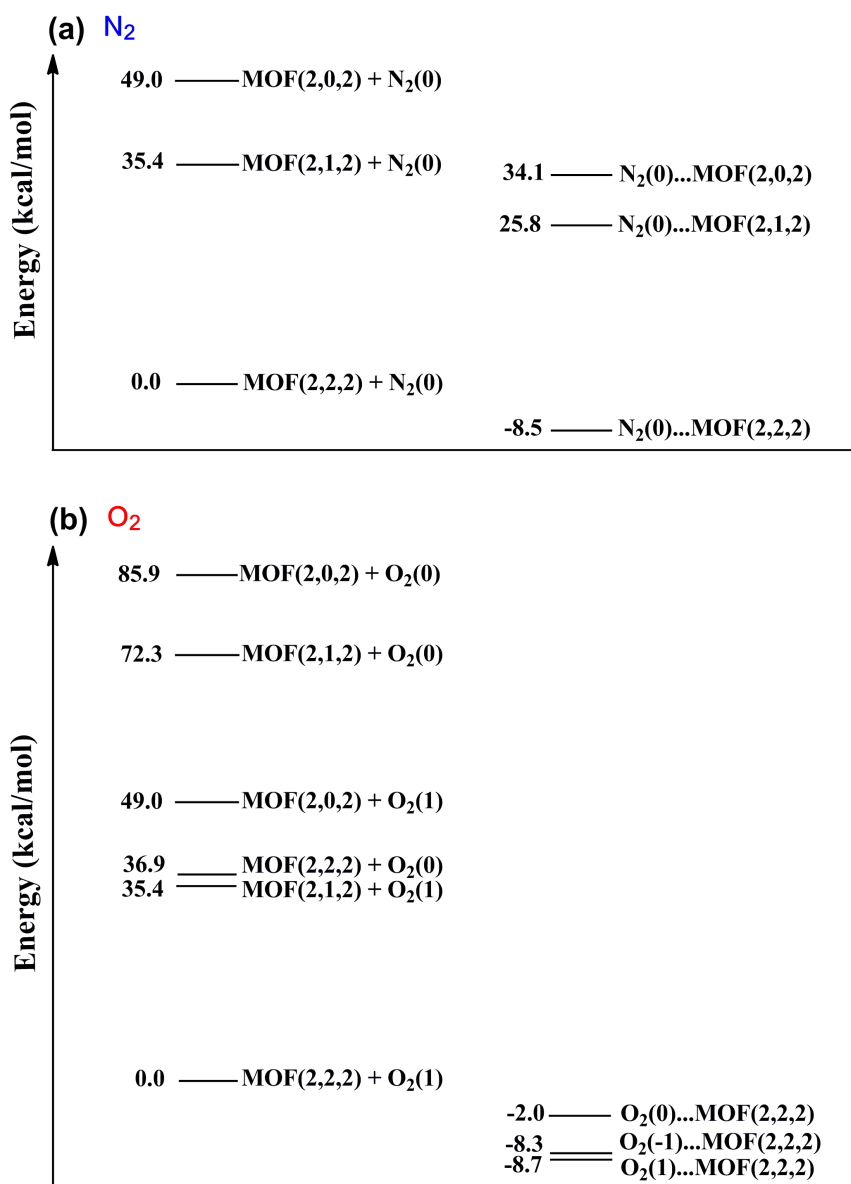 (a) N₂
Energy (kcal/mol)
49.0 MOF(2,0,2) + N₂(0)
35.4 MOF(2,1,2) + N₂(0)
34.1 N₂(0)...MOF(2,0,2)
25.8 N₂(0)...MOF(2,1,2)
0.0 MOF(2,2,2) + N₂(0)
-8.5 N₂(0)...MOF(2,2,2)
(b) O₂
Energy (kcal/mol)
85.9 MOF(2,0,2) + O₂(0)
72.3 MOF(2,1,2) + O₂(0)
49.0 MOF(2,0,2) + O₂(1)
36.9 MOF(2,2,2) + O₂(0)
35.4 MOF(2,1,2) + O₂(1)
0.0 MOF(2,2,2) + O₂(1)
-2.0 O₂(0)...MOF(2,2,2)
-8.3 O₂(-1)...MOF(2,2,2)
-8.7 O₂(1)...MOF(2,2,2)